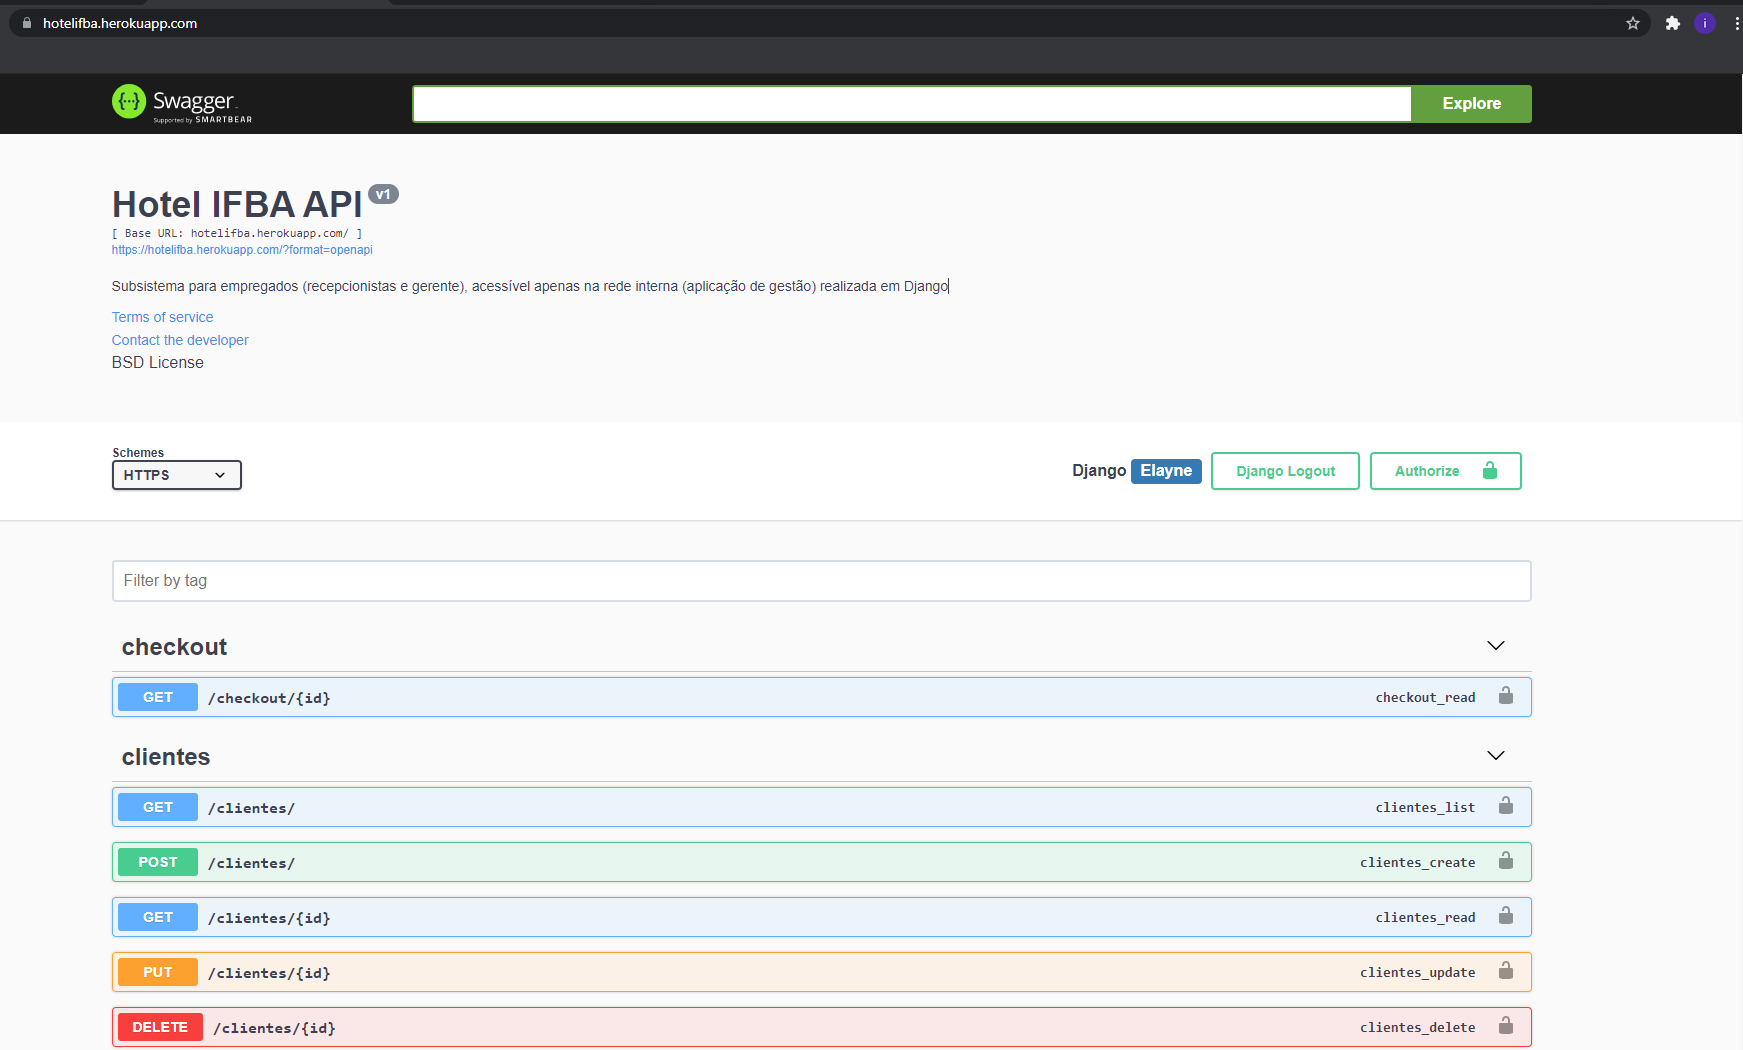 hotelifba.herokuapp.com
i
Swagger
Supported by SMARTBEAR
Explore
Hotel IFBA API v1
[ Base URL: hotelifba.herokuapp.com/ ]
https://hotelifba.herokuapp.com/?format=openapi
Subsistema para empregados (recepcionistas e gerente), acessível apenas na rede interna (aplicação de gestão) realizada em Django
Terms of service
Contact the developer
BSD License
Schemes
HTTPS
Django Elayne Django Logout Authorize
Filter by tag
checkout
GET /checkout/{id} checkout_read
clientes
GET /clientes/ clientes_list
POST /clientes/ clientes_create
GET /clientes/{id} clientes_read
PUT /clientes/{id} clientes_update
DELETE /clientes/{id} clientes_delete